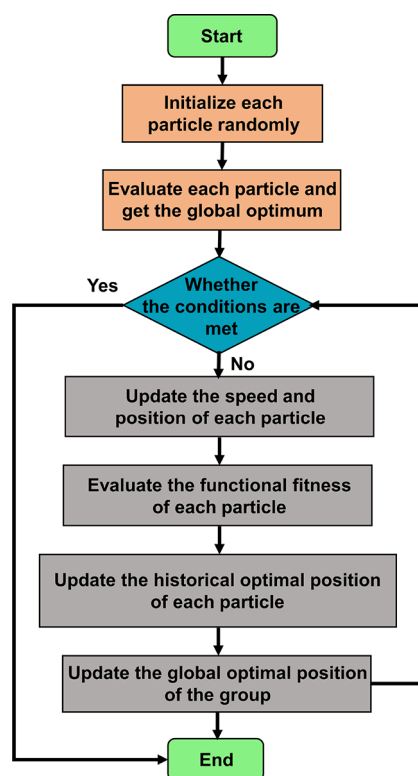 Start
Initialize each
particle randomly
Evaluate each particle and
get the global optimum
Yes
Whether
the conditions are
met
No
Update the speed and
position of each particle
Evaluate the functional fitness
of each particle
Update the historical optimal position
of each particle
Update the global optimal position
of the group
End